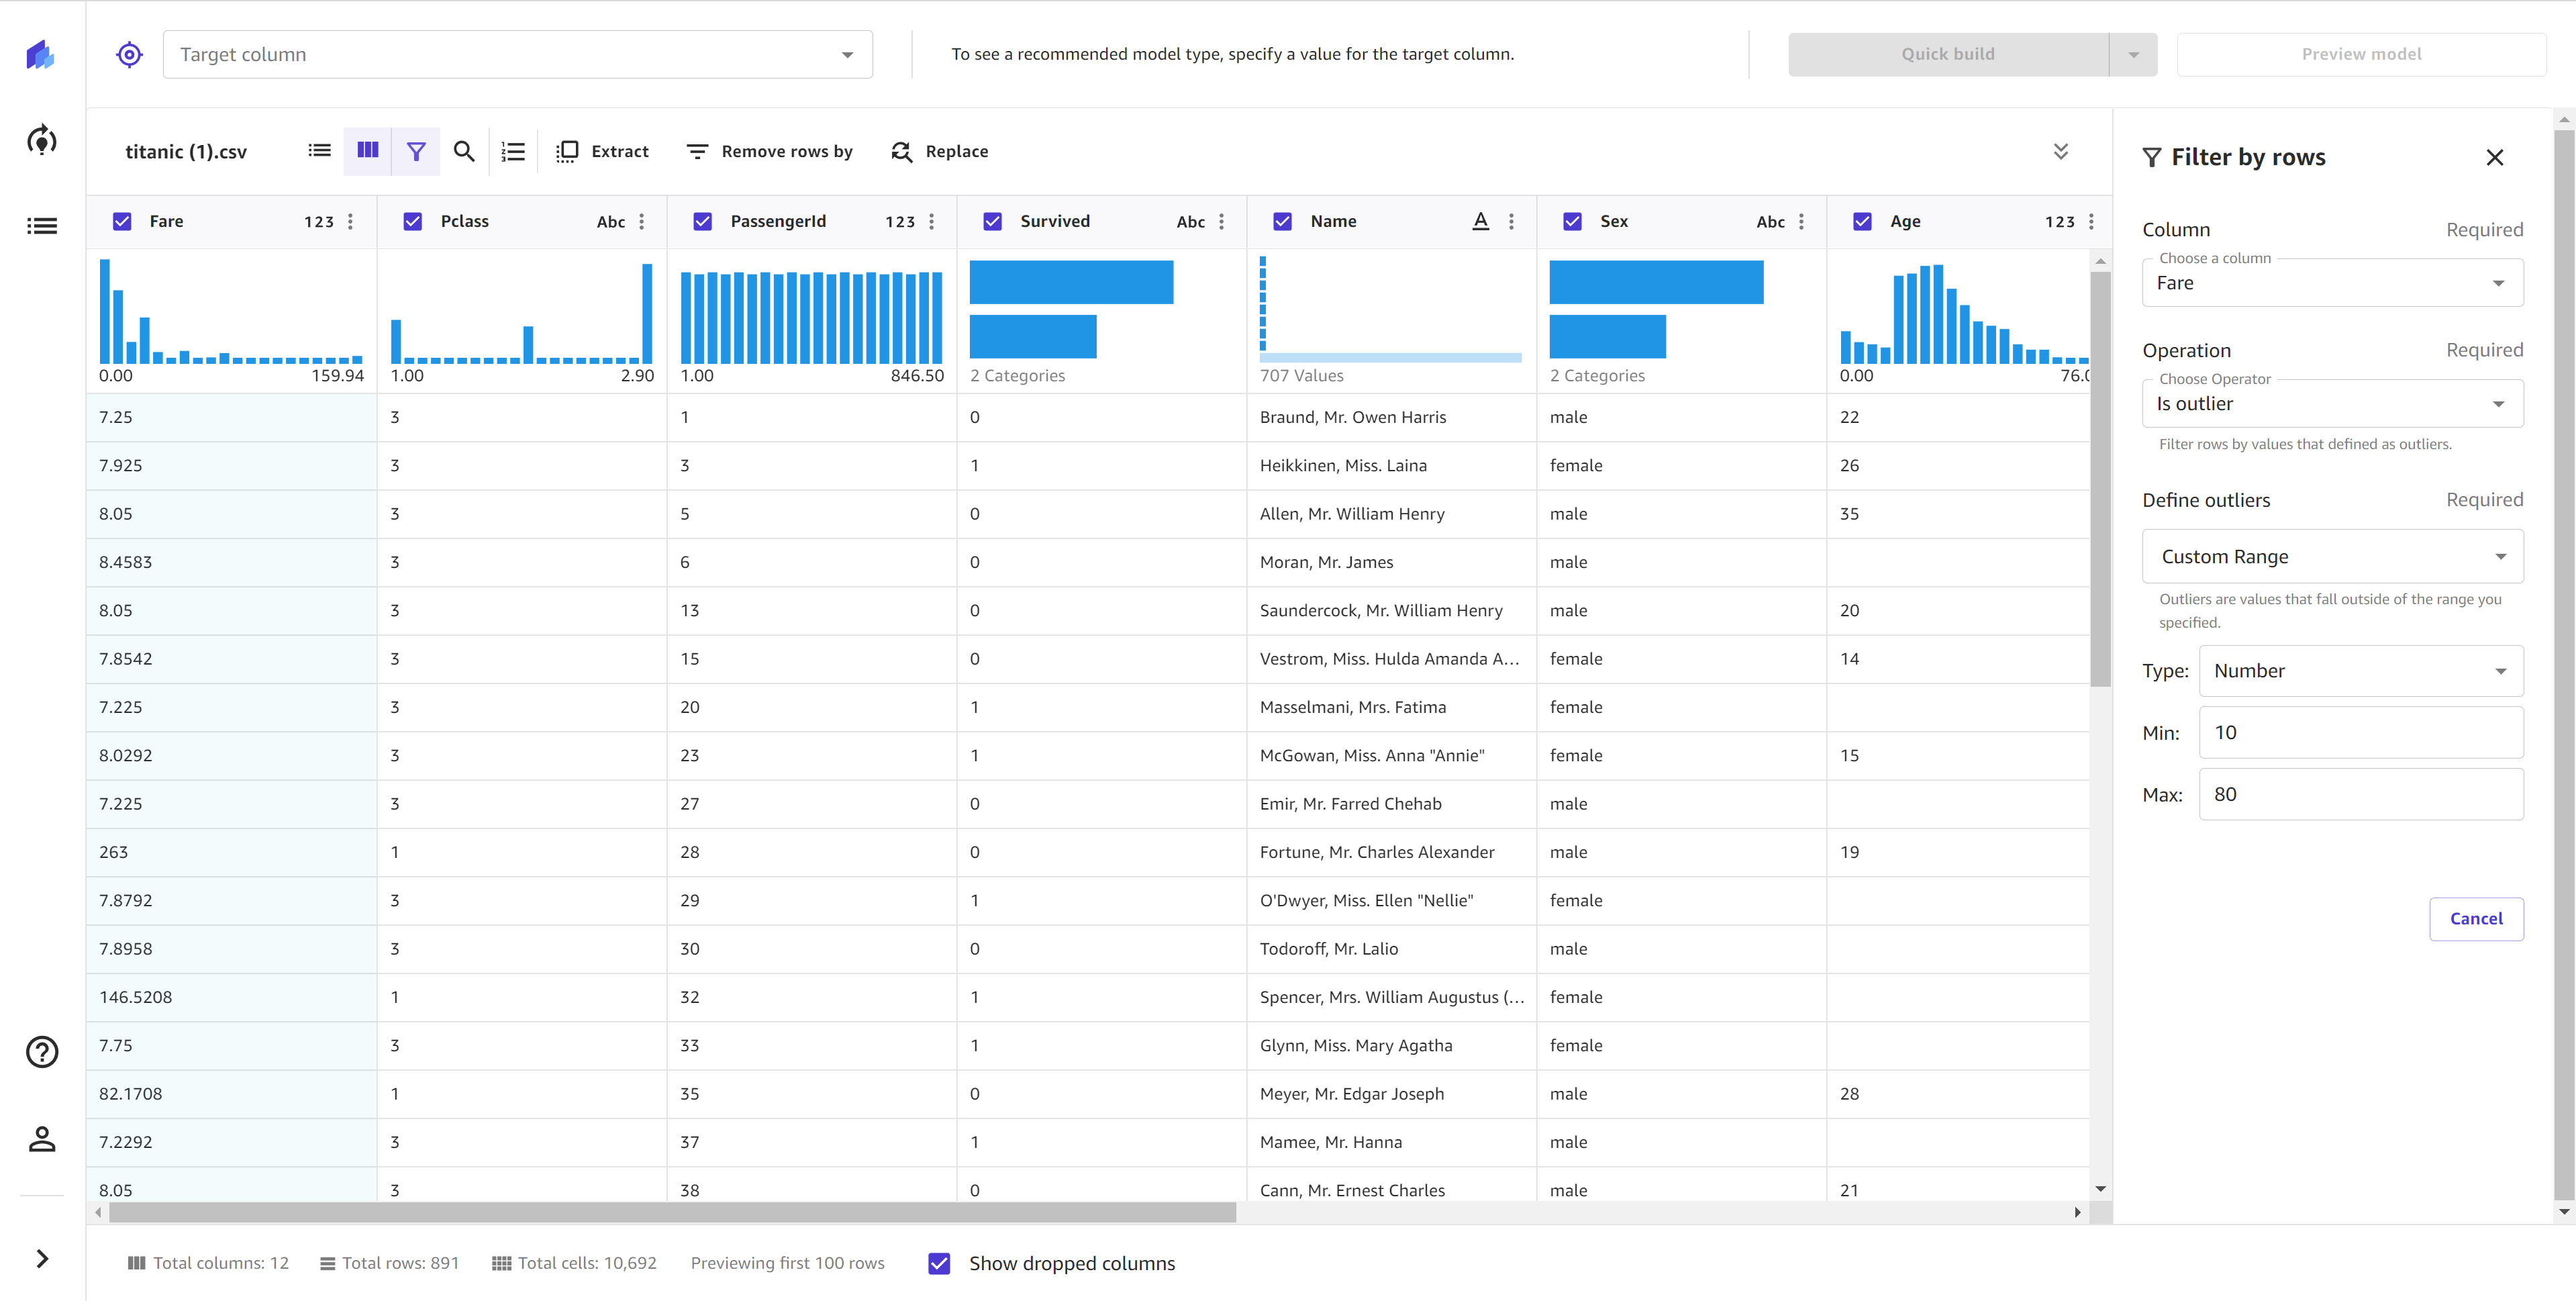 Target column
To see a recommended model type, specify a value for the target column.
Quick build
Preview model
titanic (1).csv
Extract
Remove rows by
Replace
Fare 123 Pclass Abc PassengerId 123 Survived Abc Name A Sex Abc Age 123
0.00 159.94 1.00 2.90 1.00 846.50 2 Categories 707 Values 2 Categories 0.00 76.0
7.25 3 1 0 Braund, Mr. Owen Harris male 22
7.925 3 3 1 Heikkinen, Miss. Laina female 26
8.05 3 5 0 Allen, Mr. William Henry male 35
8.4583 3 6 0 Moran, Mr. James male
8.05 3 13 0 Saundercock, Mr. William Henry male 20
7.8542 3 15 0 Vestrom, Miss. Hulda Amanda A... female 14
7.225 3 20 1 Masselmani, Mrs. Fatima female
8.0292 3 23 1 McGowan, Miss. Anna "Annie" female 15
7.225 3 27 0 Emir, Mr. Farred Chehab male
263 1 28 0 Fortune, Mr. Charles Alexander male 19
7.8792 3 29 1 O'Dwyer, Miss. Ellen "Nellie" female
7.8958 3 30 0 Todoroff, Mr. Lalio male
146.5208 1 32 1 Spencer, Mrs. William Augustus (... female
7.75 3 33 1 Glynn, Miss. Mary Agatha female
82.1708 1 35 0 Meyer, Mr. Edgar Joseph male 28
7.2292 3 37 1 Mamee, Mr. Hanna male
8.05 3 38 0 Cann, Mr. Ernest Charles male 21
Total columns: 12
Total rows: 891
Total cells: 10,692
Previewing first 100 rows
Show dropped columns
Filter by rows
Column Required
Choose a column
Fare
Operation Required
Choose Operator
Is outlier
Filter rows by values that defined as outliers.
Define outliers Required
Custom Range
Outliers are values that fall outside of the range you
specified.
Type: Number
Min: 10
Max: 80
Cancel